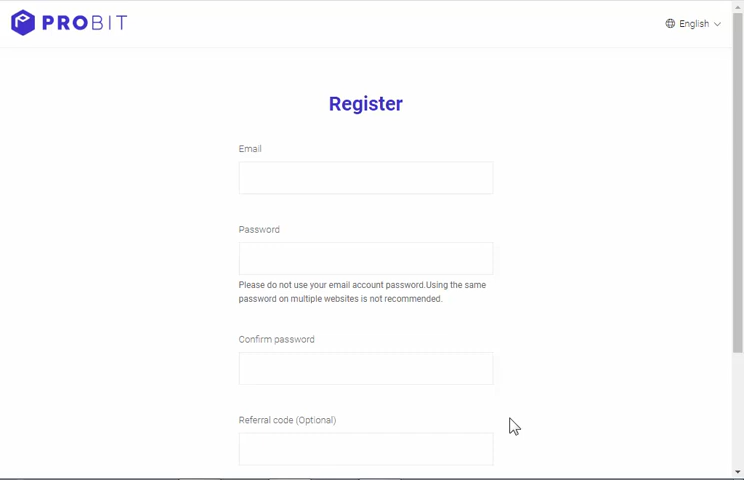 PROBIT
English
Register
Email
Password
Please do not use your email account password.Using the same
password on multiple websites is not recommended.
Confirm password
Referral code (Optional)